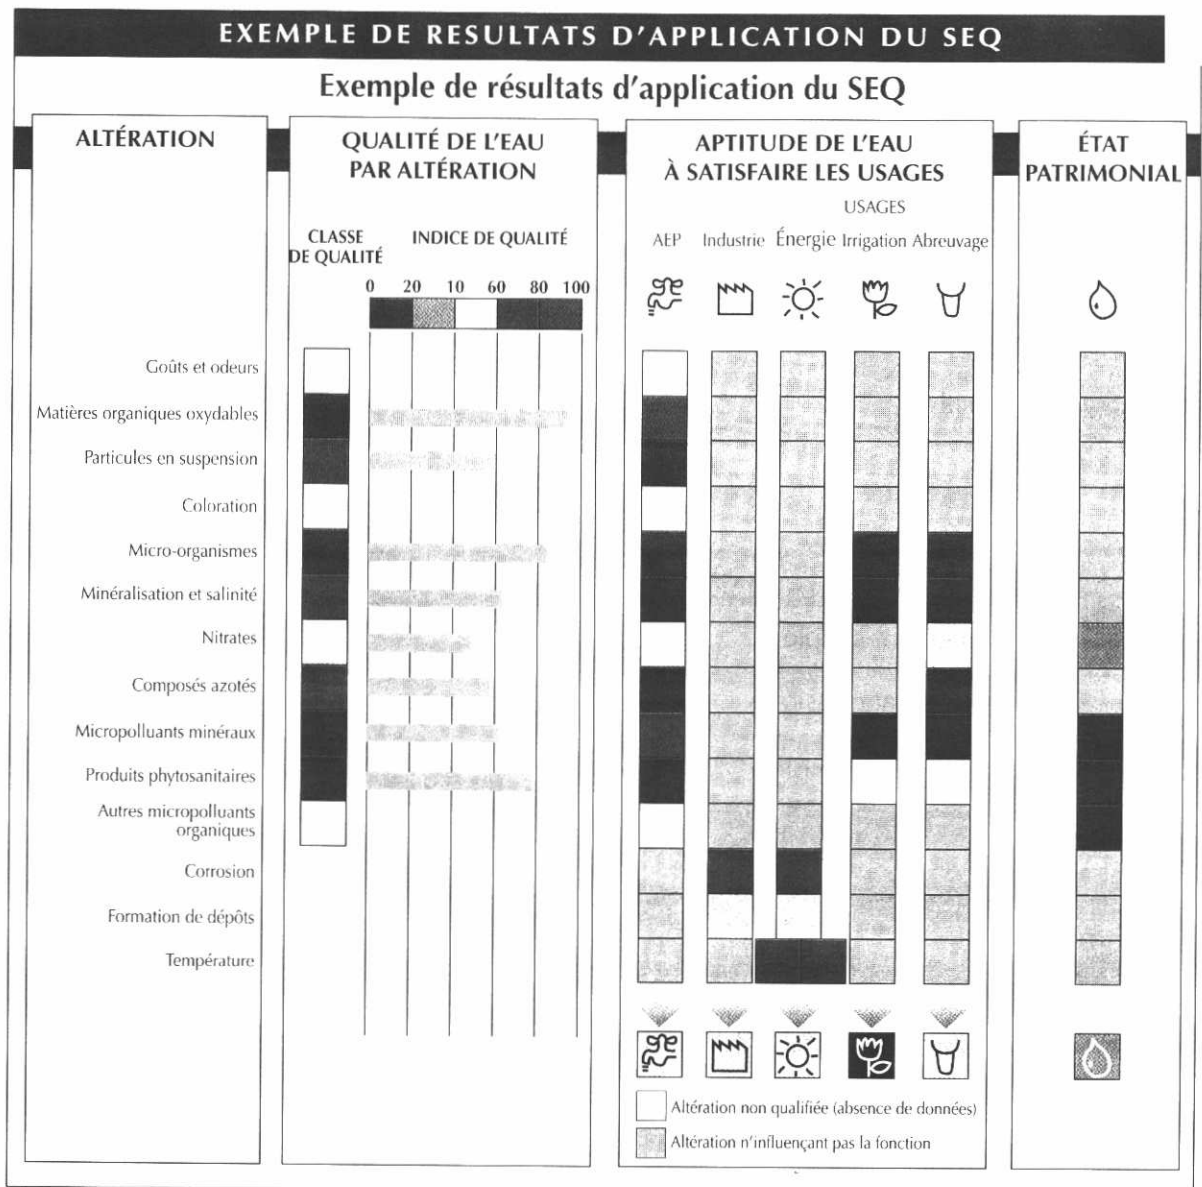 EXEMPLE DE RESULTATS D'APPLICATION DU SEQ
Exemple de résultats d'application du SEQ
ALTÉRATION
QUALITÉ DE L'EAU
PAR ALTÉRATION
APTITUDE DE L'EAU
À SATISFAIRE LES USAGES
ÉTAT
PATRIMONIAL
USAGES
CLASSE
DE QUALITÉ
INDICE DE QUALITÉ
AEP Industrie Énergie Irrigation Abreuvage
0 20 10 60 80 100
Goûts et odeurs
Matières organiques oxydables
Particules en suspension
Coloration
Micro-organismes
Minéralisation et salinité
Nitrates
Composés azotés
Micropolluants minéraux
Produits phytosanitaires
Autres micropolluants
organiques
Corrosion
Formation de dépôts
Température
Altération non qualifiée (absence de données)
Altération n'influençant pas la fonction